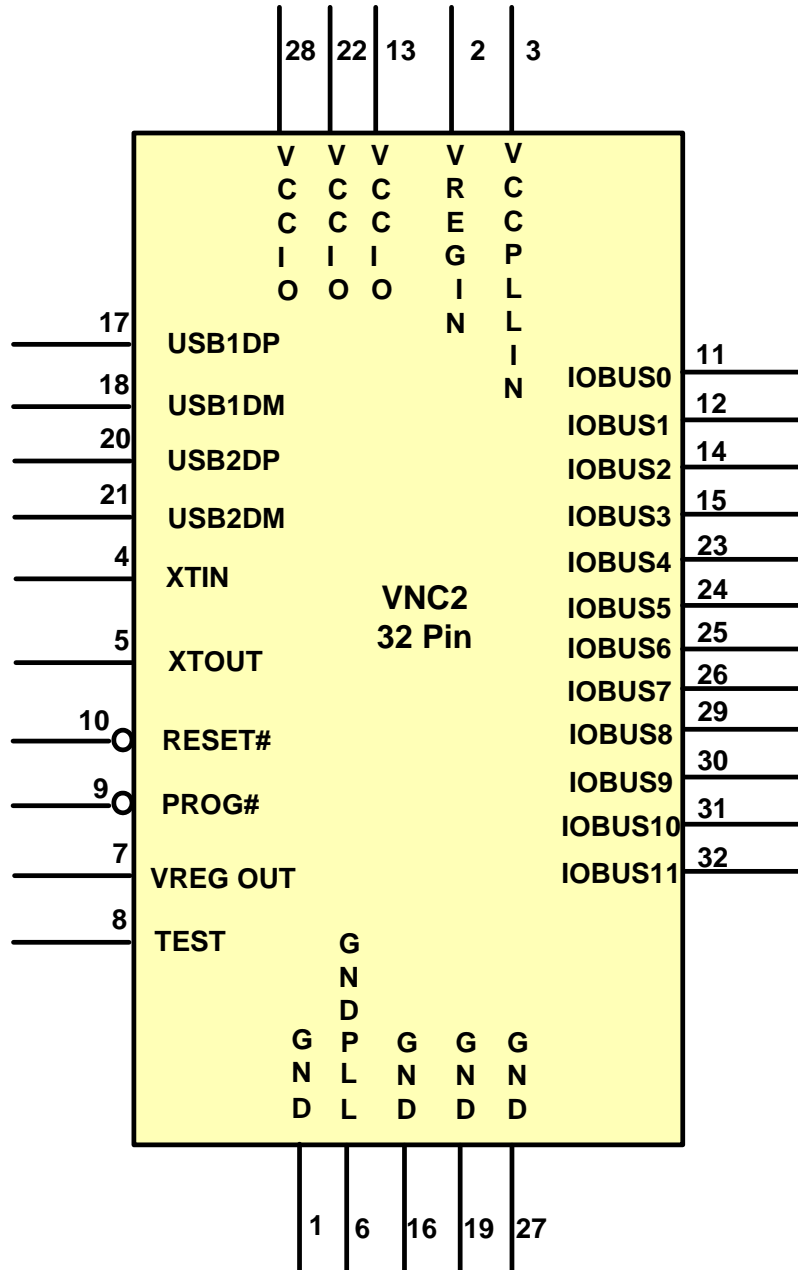 28 22 13 2 3
VCCIO
VCCIO
VCCIO
VREGIN
VCCPLLIN
17 USB1DP
18 USB1DM
20 USB2DP
21 USB2DM
4 XTIN
5 XTOUT
10 RESET#
9 PROG#
7 VREG OUT
8 TEST
VNC2
32 Pin
IOBUS0 11
IOBUS1 12
IOBUS2 14
IOBUS3 15
IOBUS4 23
IOBUS5 24
IOBUS6 25
IOBUS7 26
IOBUS8 29
IOBUS9 30
IOBUS10 31
IOBUS11 32
GND
GNDPLL
GND
GND
GND
1 6 16 19 27